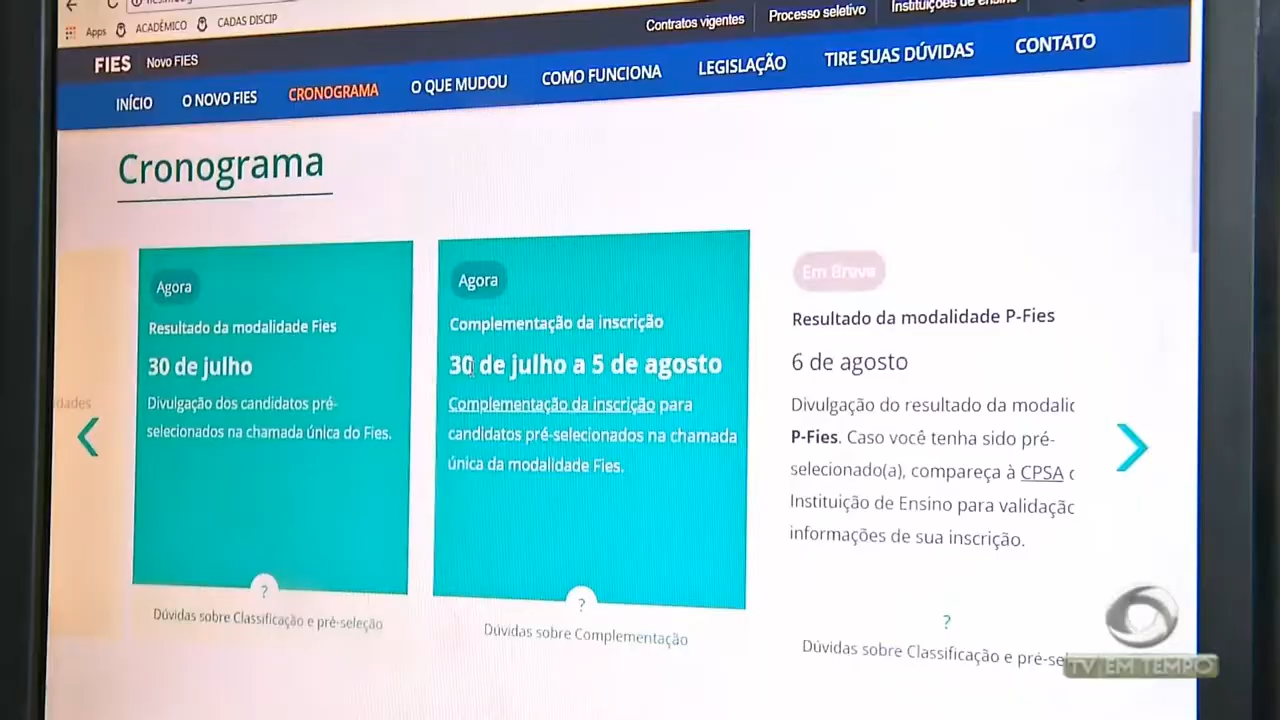 Apps ACADÊMICO CADAS DISCIP
Contratos vigentes Processo seletivo Instituições de ensino
FIES Novo FIES
INÍCIO O NOVO FIES CRONOGRAMA O QUE MUDOU COMO FUNCIONA LEGISLAÇÃO TIRE SUAS DÚVIDAS CONTATO
Cronograma
Agora
Resultado da modalidade Fies
30 de julho
Divulgação dos candidatos pré-
selecionados na chamada única do Fies.
?
Dúvidas sobre Classificação e pré-seleção
Agora
Complementação da inscrição
30 de julho a 5 de agosto
Complementação da inscrição para
candidatos pré-selecionados na chamada
única da modalidade Fies.
?
Dúvidas sobre Complementação
Em Breve
Resultado da modalidade P-Fies
6 de agosto
Divulgação do resultado da modalic
P-Fies. Caso você tenha sido pré-
selecionado(a), compareça à CPSA
Instituição de Ensino para validaçãc
informações de sua inscrição.
?
Dúvidas sobre Classificação e pré-se
dades
TV EM TEMPO